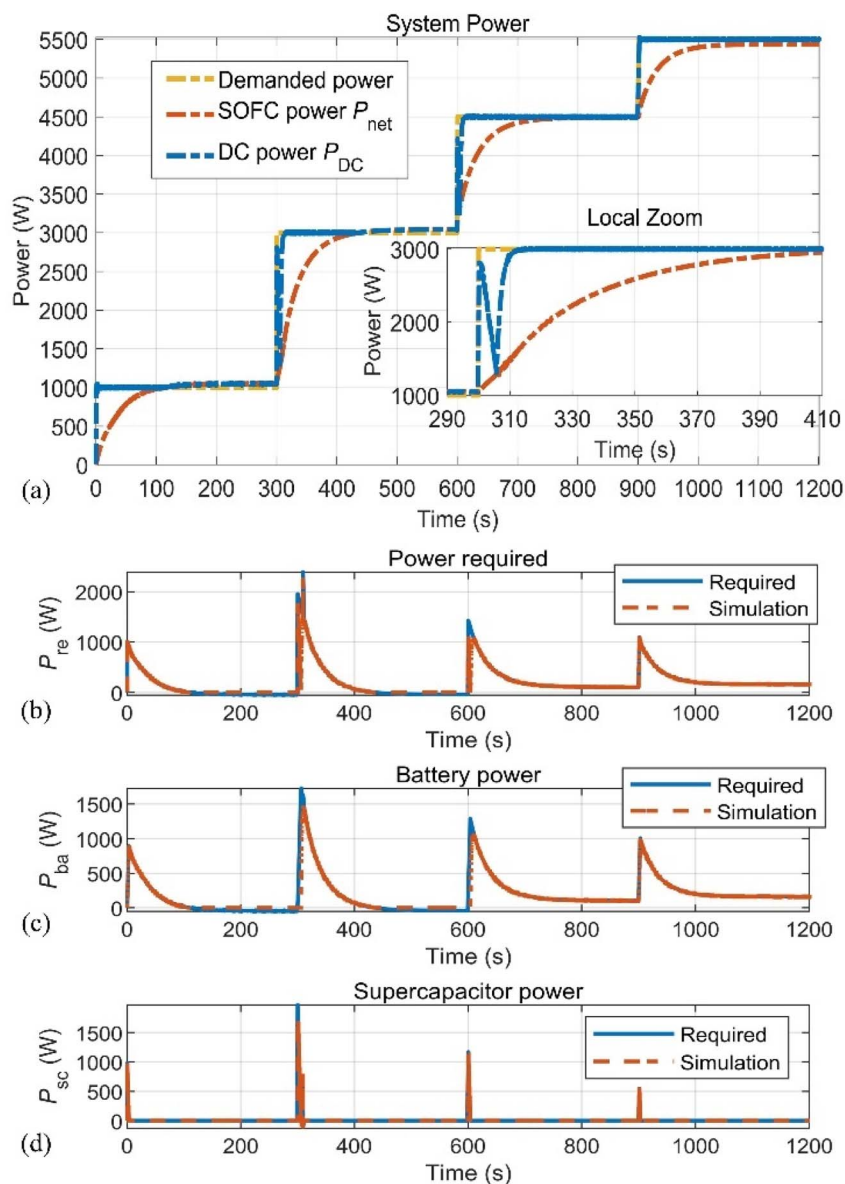 System Power
5500
5000
4500
4000
3500
3000
2500
2000
1500
1000
500
0
Power (W)
Demanded power
SOFC power Pnet
DC power PDC
Local Zoom
3000
2000
1000
Power (W)
290 310 330 350 370 390 410
Time (s)
0 100 200 300 400 500 600 700 800 900 1000 1100 1200
Time (s)
(a)
Power required
2000
1000
0
Pre (W)
Required
Simulation
0 200 400 600 800 1000 1200
Time (s)
(b)
Battery power
1500
1000
500
0
Pba (W)
Required
Simulation
0 200 400 600 800 1000 1200
Time (s)
(c)
Supercapacitor power
1500
1000
500
0
Psc (W)
Required
Simulation
0 200 400 600 800 1000 1200
Time (s)
(d)